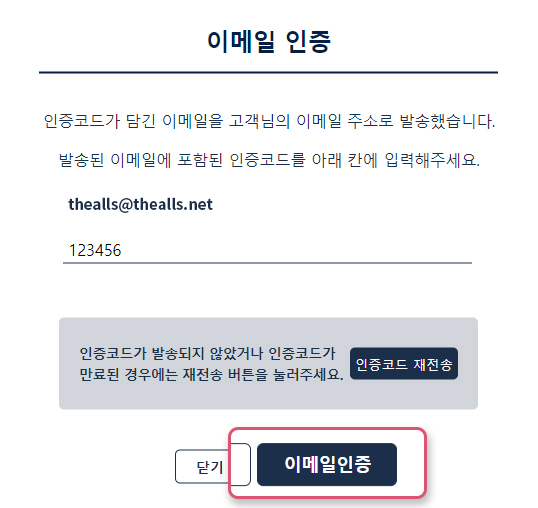 이메일 인증
인증코드가 담긴 이메일을 고객님의 이메일 주소로 발송했습니다.
발송된 이메일에 포함된 인증코드를 아래 칸에 입력해주세요.
thealls@thealls.net
123456
인증코드가 발송되지 않았거나 인증코드가
만료된 경우에는 재전송 버튼을 눌러주세요.
인증코드 재전송
닫기
이메일인증